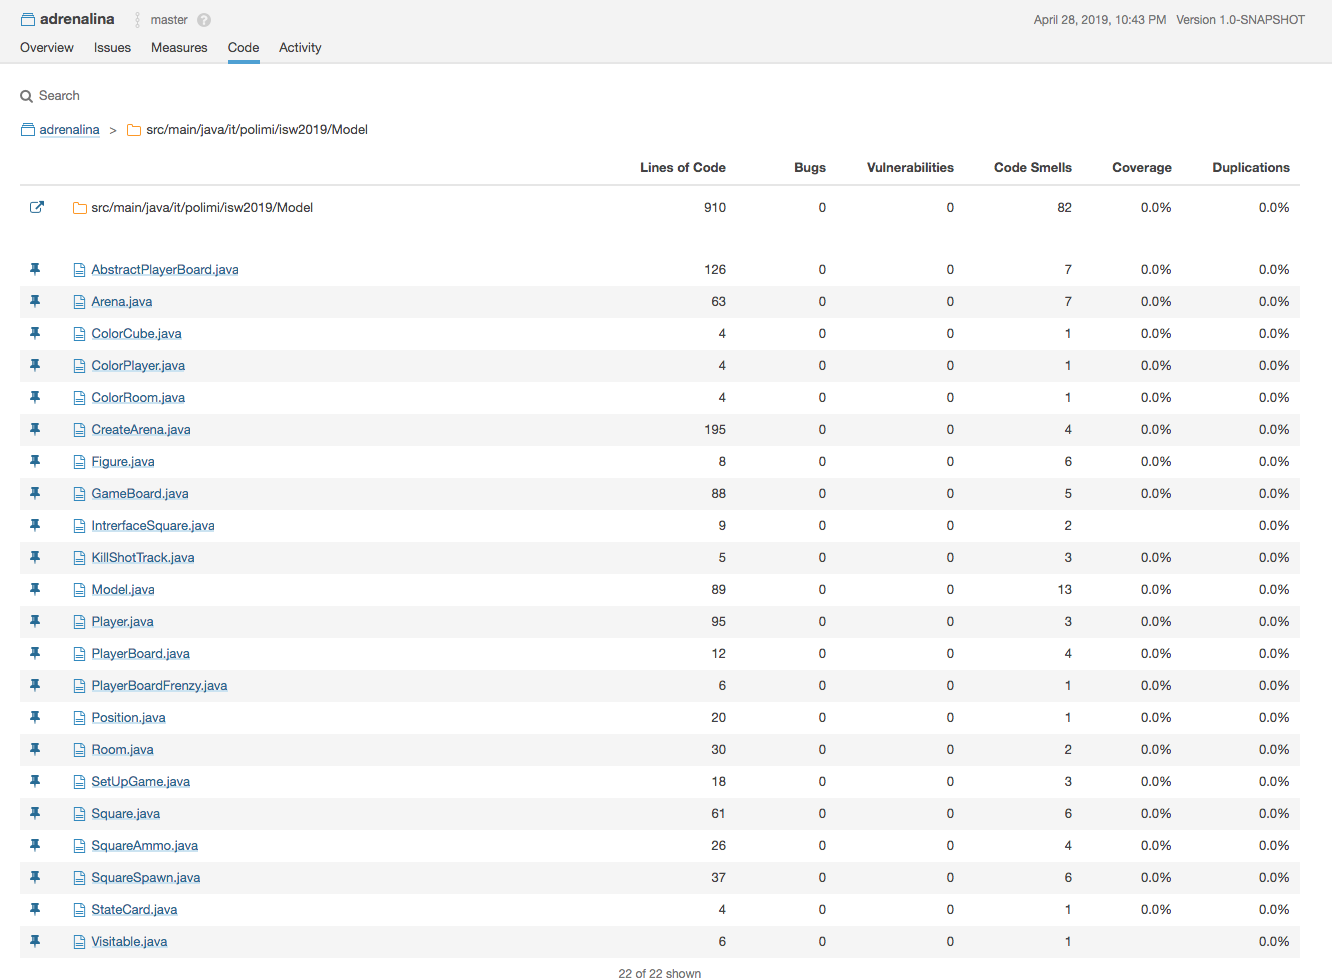 adrenalina master ? April 28, 2019, 10:43 PM Version 1.0-SNAPSHOT
Overview Issues Measures Code Activity
Search
adrenalina > src/main/java/it/polimi/isw2019/Model
Lines of Code Bugs Vulnerabilities Code Smells Coverage Duplications
src/main/java/it/polimi/isw2019/Model 910 0 0 82 0.0% 0.0%
AbstractPlayerBoard.java 126 0 0 7 0.0% 0.0%
Arena.java 63 0 0 7 0.0% 0.0%
ColorCube.java 4 0 0 1 0.0% 0.0%
ColorPlayer.java 4 0 0 1 0.0% 0.0%
ColorRoom.java 4 0 0 1 0.0% 0.0%
CreateArena.java 195 0 0 4 0.0% 0.0%
Figure.java 8 0 0 6 0.0% 0.0%
GameBoard.java 88 0 0 5 0.0% 0.0%
IntrerfaceSquare.java 9 0 0 2 0.0%
KillShotTrack.java 5 0 0 3 0.0% 0.0%
Model.java 89 0 0 13 0.0% 0.0%
Player.java 95 0 0 3 0.0% 0.0%
PlayerBoard.java 12 0 0 4 0.0% 0.0%
PlayerBoardFrenzy.java 6 0 0 1 0.0% 0.0%
Position.java 20 0 0 1 0.0% 0.0%
Room.java 30 0 0 2 0.0% 0.0%
SetUpGame.java 18 0 0 3 0.0% 0.0%
Square.java 61 0 0 6 0.0% 0.0%
SquareAmmo.java 26 0 0 4 0.0% 0.0%
SquareSpawn.java 37 0 0 6 0.0% 0.0%
StateCard.java 4 0 0 1 0.0% 0.0%
Visitable.java 6 0 0 1 0.0%
22 of 22 shown